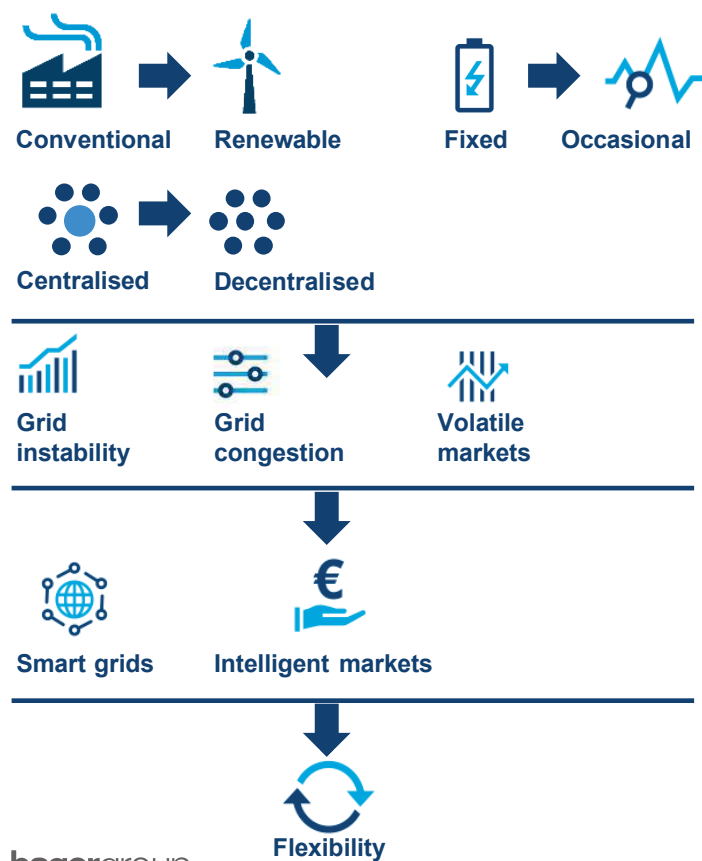 Conventional Renewable Fixed Occasional
Centralised Decentralised
Grid instability
Grid congestion
Volatile markets
Smart grids Intelligent markets
€
Flexibility